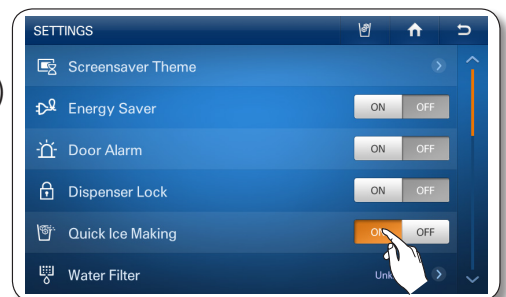 SETTINGS
Screensaver Theme
Energy Saver ON OFF
Door Alarm ON OFF
Dispenser Lock ON OFF
Quick Ice Making ON OFF
Water Filter